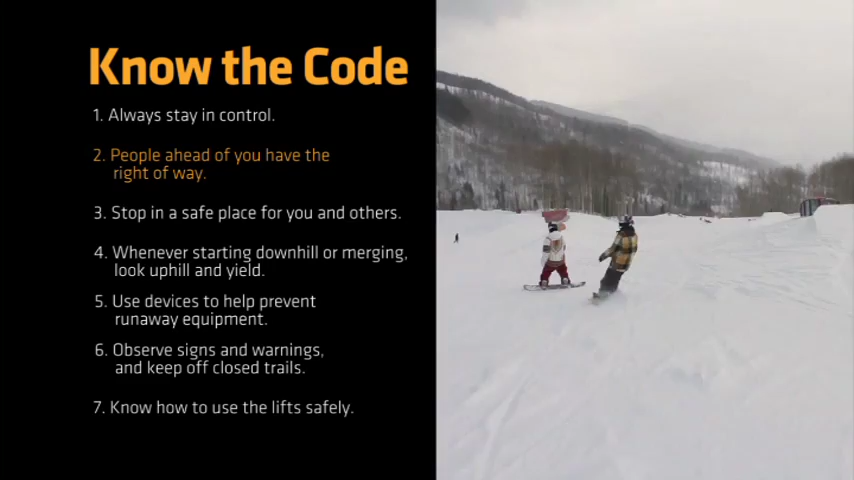 Know the Code
1. Always stay in control.
2. People ahead of you have the
right of way.
3. Stop in a safe place for you and others.
4. Whenever starting downhill or merging,
look uphill and yield.
5. Use devices to help prevent
runaway equipment.
6. Observe signs and warnings,
and keep off closed trails.
7. Know how to use the lifts safely.